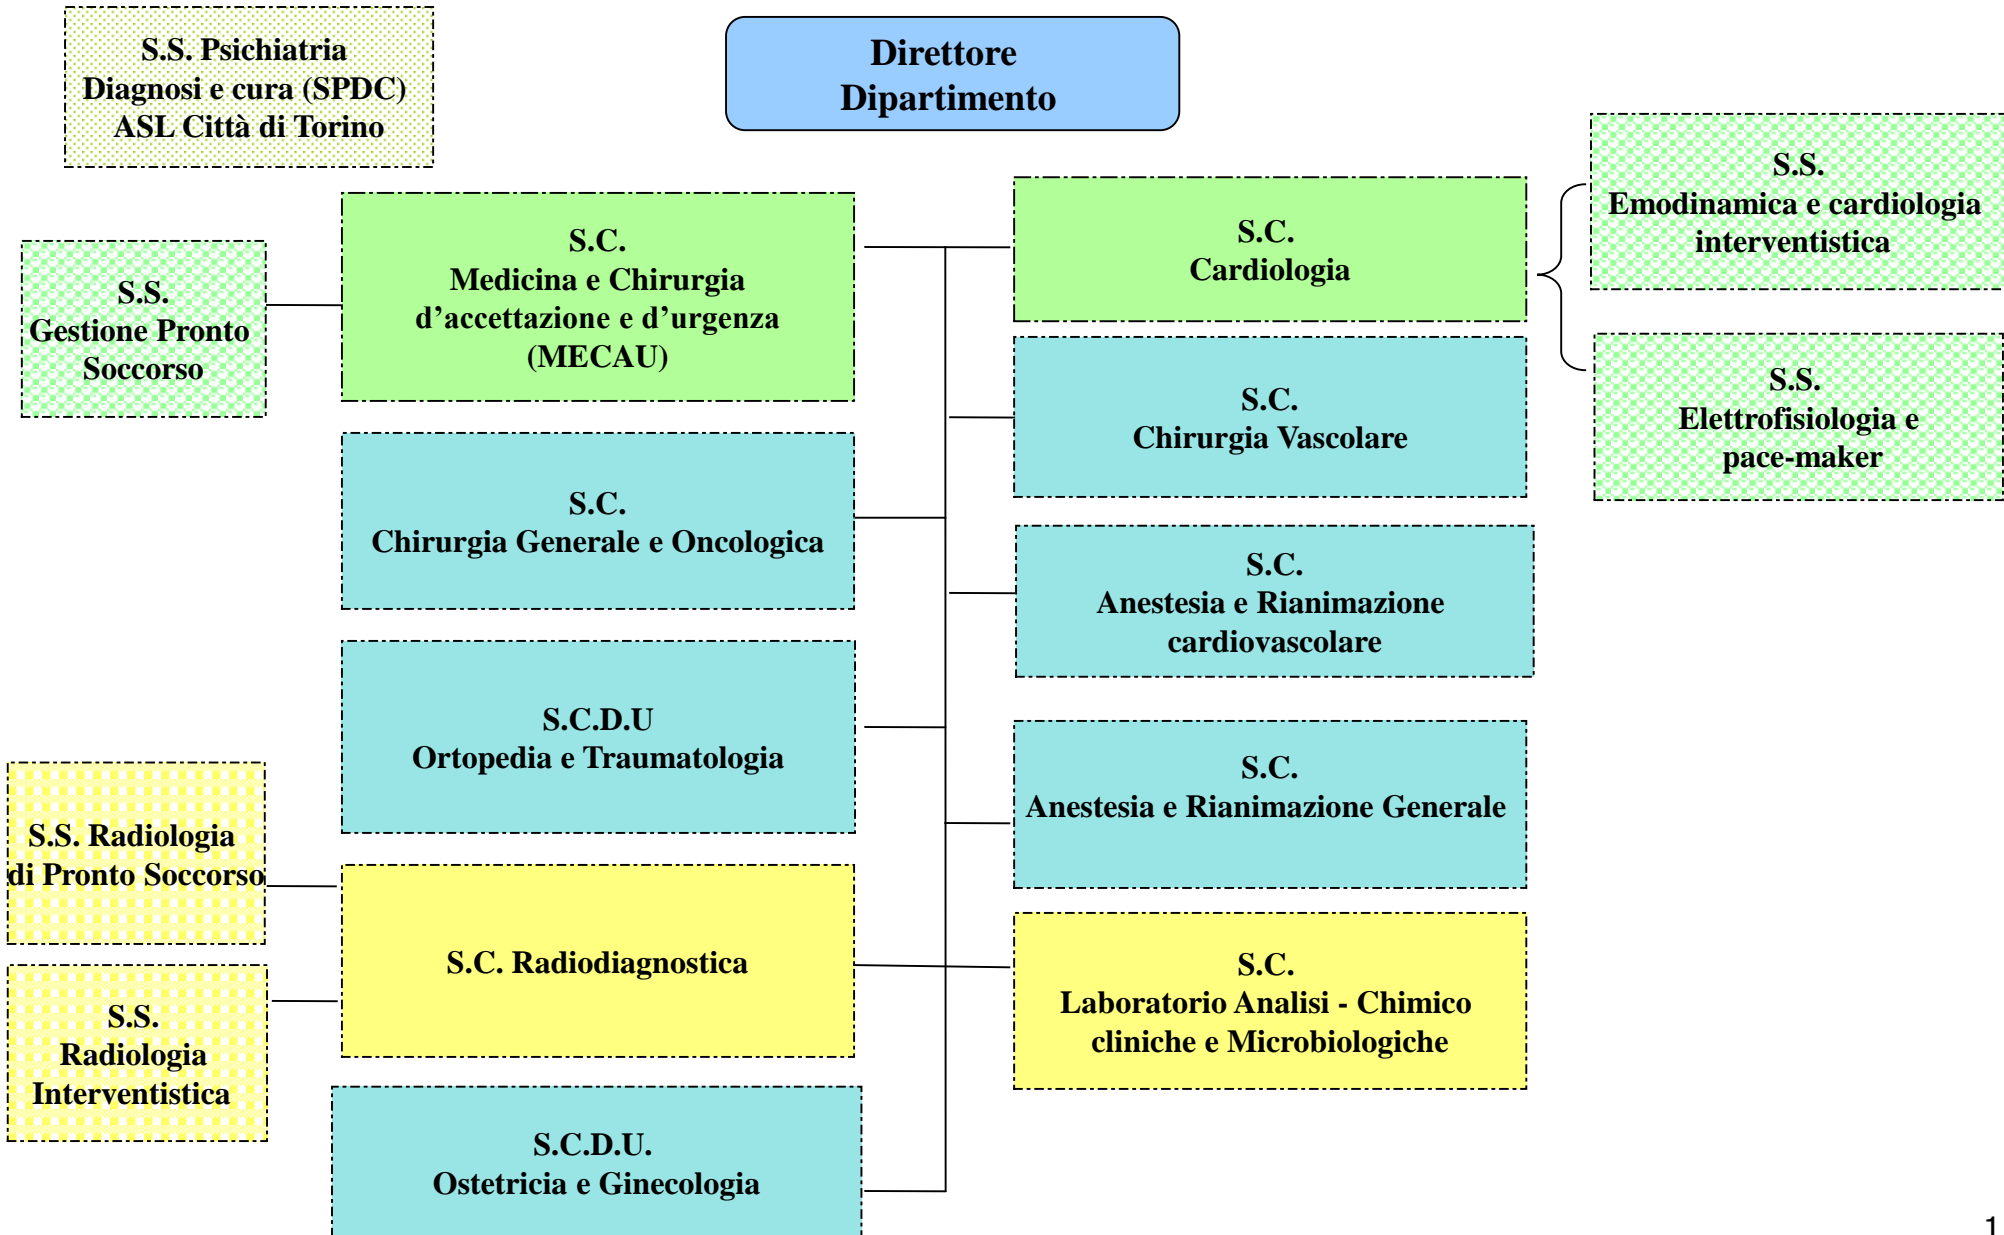 S.S. Psichiatria
Diagnosi e cura (SPDC)
ASL Città di Torino
Direttore
Dipartimento
S.S.
Gestione Pronto
Soccorso
S.C.
Medicina e Chirurgia
d’accettazione e d’urgenza
(MECAU)
S.C.
Cardiologia
S.S.
Emodinamica e cardiologia
interventistica
S.S.
Elettrofisiologia e
pace-maker
S.C.
Chirurgia Vascolare
S.C.
Chirurgia Generale e Oncologica
S.C.
Anestesia e Rianimazione
cardiovascolare
S.C.D.U
Ortopedia e Traumatologia
S.C.
Anestesia e Rianimazione Generale
S.S. Radiologia
di Pronto Soccorso
S.C. Radiodiagnostica
S.C.
Laboratorio Analisi - Chimico
cliniche e Microbiologiche
S.S.
Radiologia
Interventistica
S.C.D.U.
Ostetricia e Ginecologia
1